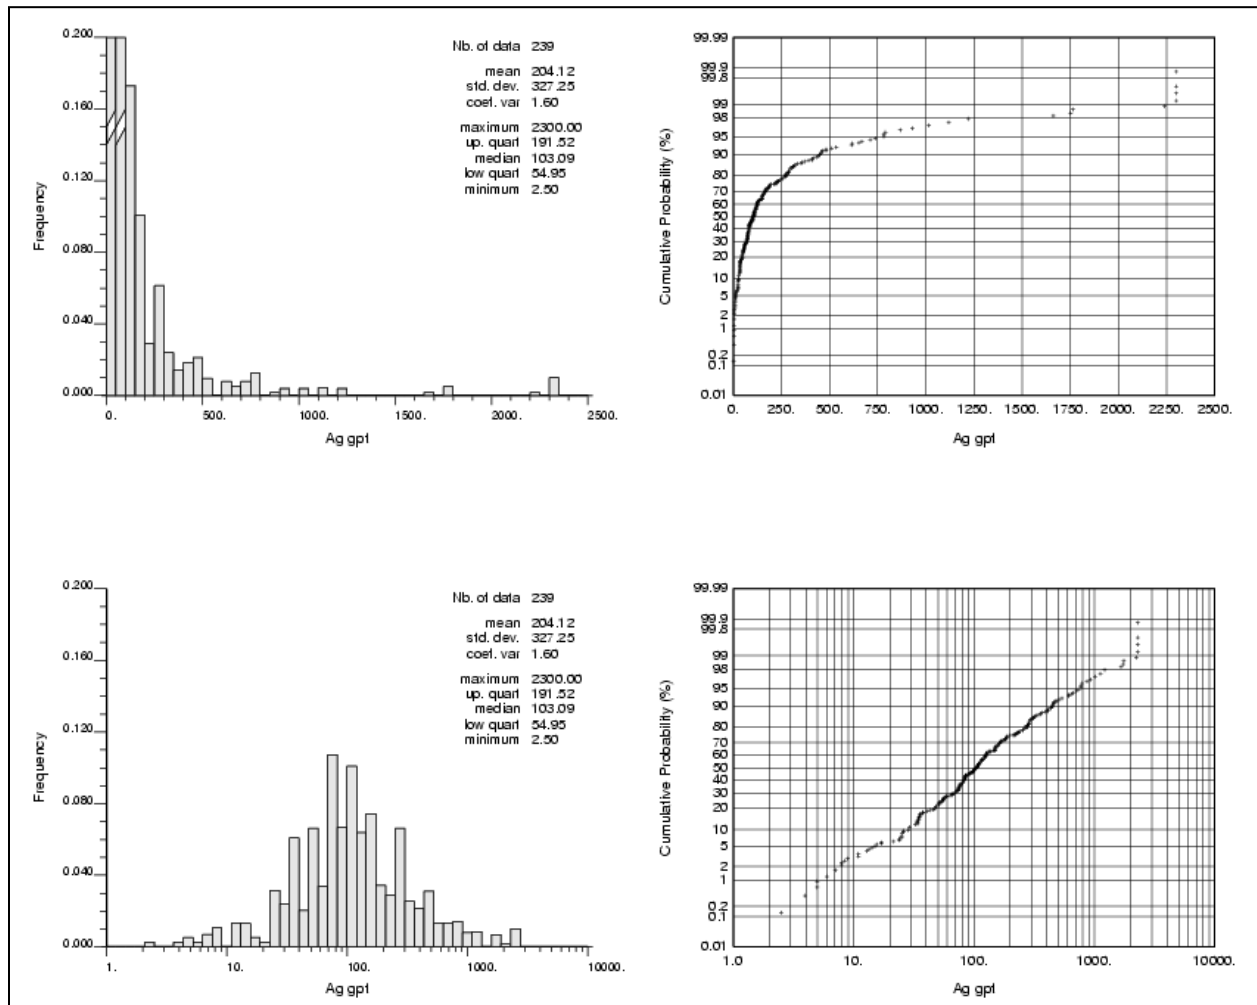 Frequency
0.200
0.160
0.120
0.080
0.040
0.000
0. 500. 1000. 1500. 2000. 2500.
Ag gpt
Nb. of data 239
mean 204.12
std. dev. 327.25
coef. var 1.60
maximum 2300.00
up. quart 191.52
median 103.09
low quart 54.95
minimum 2.50
Cumulative Probability (%)
99.99
99.9
99.8
99
98
95
90
80
70
60
50
40
30
20
10
5
2
1
0.2
0.1
0.01
0. 250. 500. 750. 1000. 1250. 1500. 1750. 2000. 2250. 2500.
Ag gpt
Frequency
0.200
0.160
0.120
0.080
0.040
0.000
1. 10. 100. 1000. 10000.
Ag gpt
Nb. of data 239
mean 204.12
std. dev. 327.25
coef. var 1.60
maximum 2300.00
up. quart 191.52
median 103.09
low quart 54.95
minimum 2.50
Cumulative Probability (%)
99.99
99.9
99.8
99
98
95
90
80
70
60
50
40
30
20
10
5
2
1
0.2
0.1
0.01
1.0 10. 100. 1000. 10000.
Ag gpt